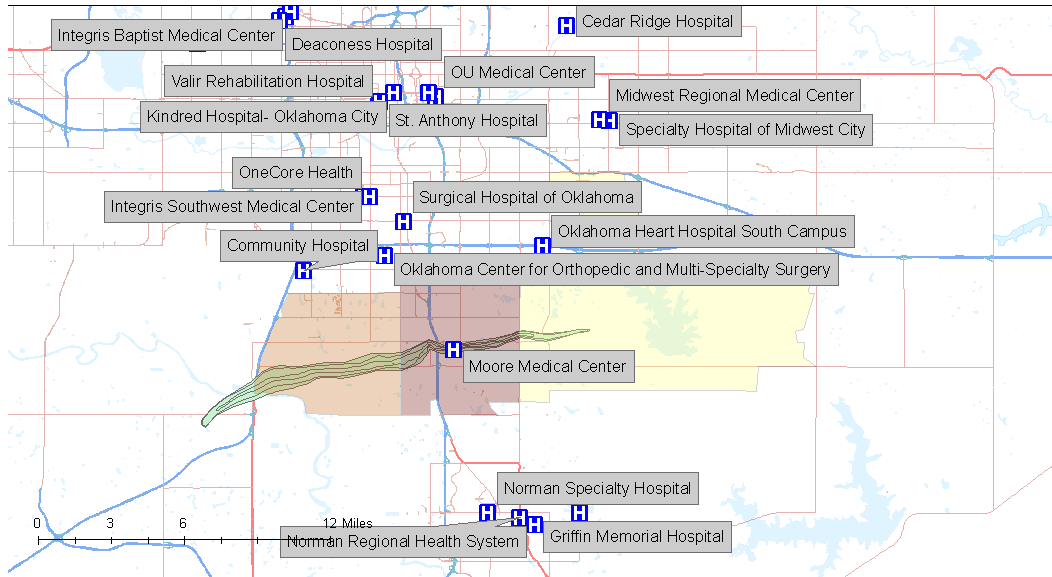 Cedar Ridge Hospital
Integris Baptist Medical Center
Deaconess Hospital
OU Medical Center
Valir Rehabilitation Hospital
Midwest Regional Medical Center
Kindred Hospital- Oklahoma City
St. Anthony Hospital
Specialty Hospital of Midwest City
OneCore Health
Surgical Hospital of Oklahoma
Integris Southwest Medical Center
Oklahoma Heart Hospital South Campus
Community Hospital
Oklahoma Center for Orthopedic and Multi-Specialty Surgery
Moore Medical Center
Norman Specialty Hospital
0 3 6 12 Miles
Griffin Memorial Hospital
Norman Regional Health System